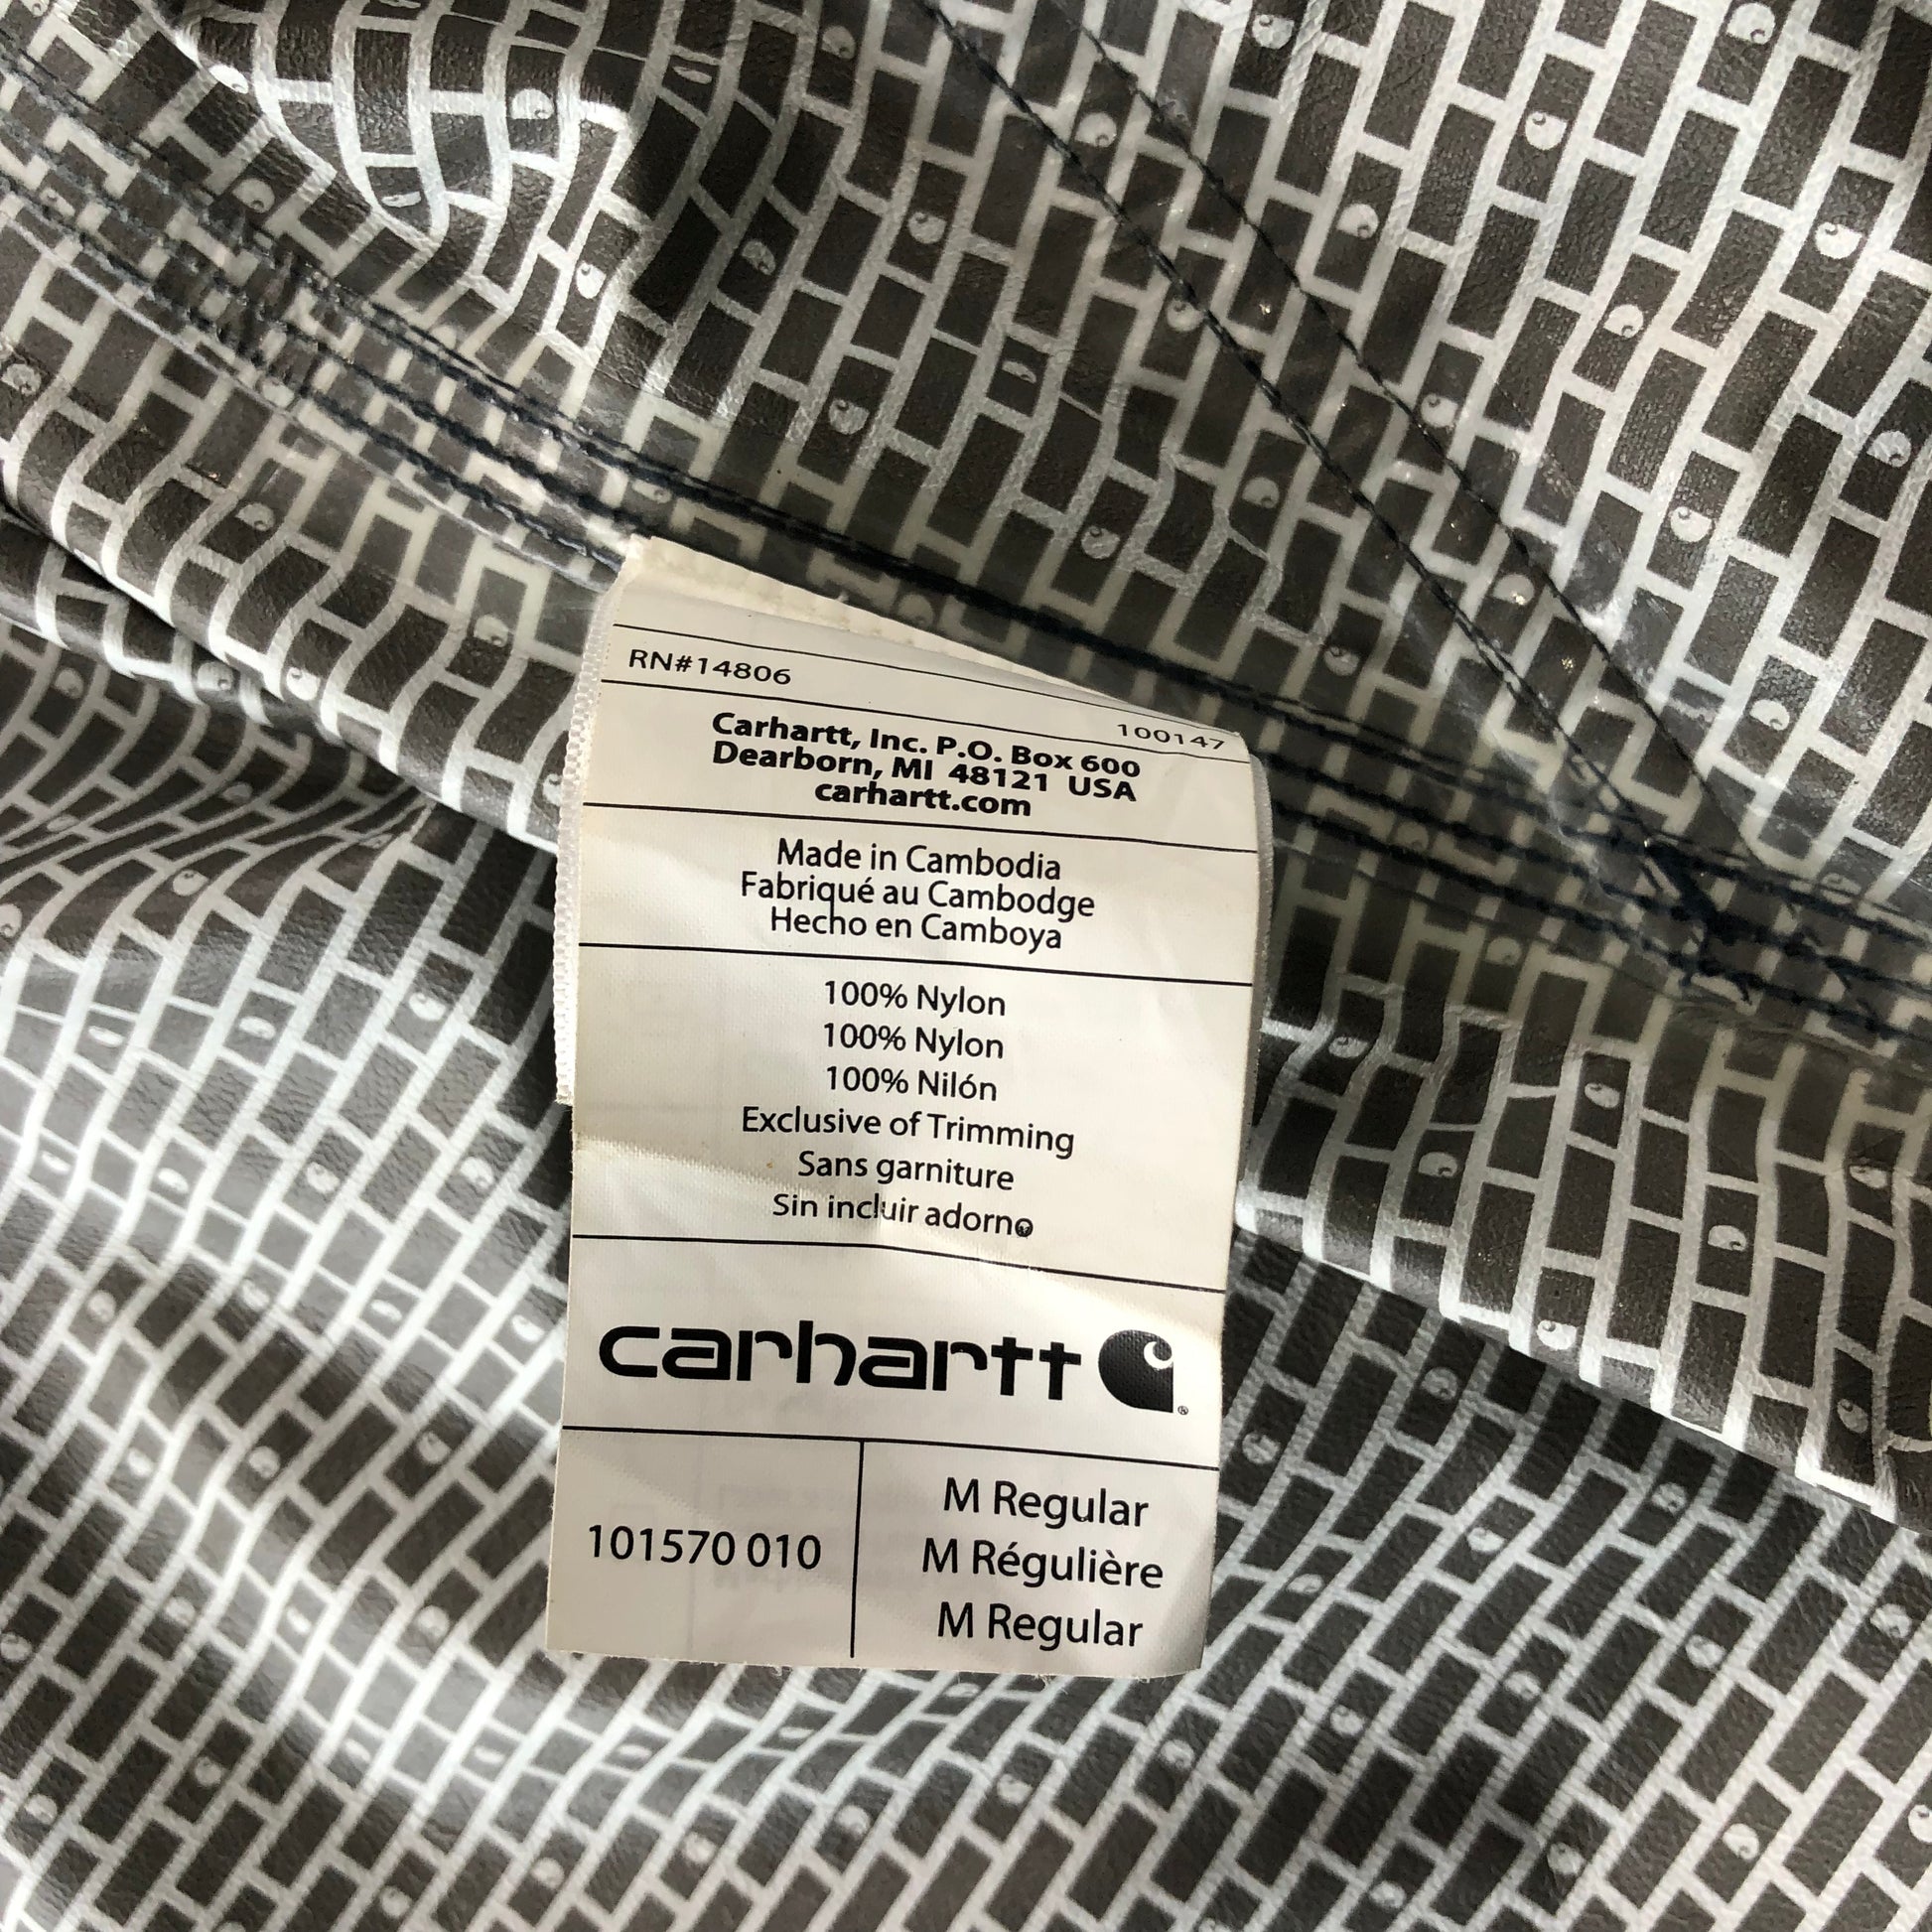 RN#14806
100147
Carhartt, Inc. P.O. Box 600
Dearborn, MI 48121 USA
carhartt.com
Made in Cambodia
Fabriqué au Cambodge
Hecho en Camboya
100% Nylon
100% Nylon
100% Nilón
Exclusive of Trimming
Sans garniture
Sin incluir adorno
carhartt ®
101570 010
M Regular
M Régulière
M Regular